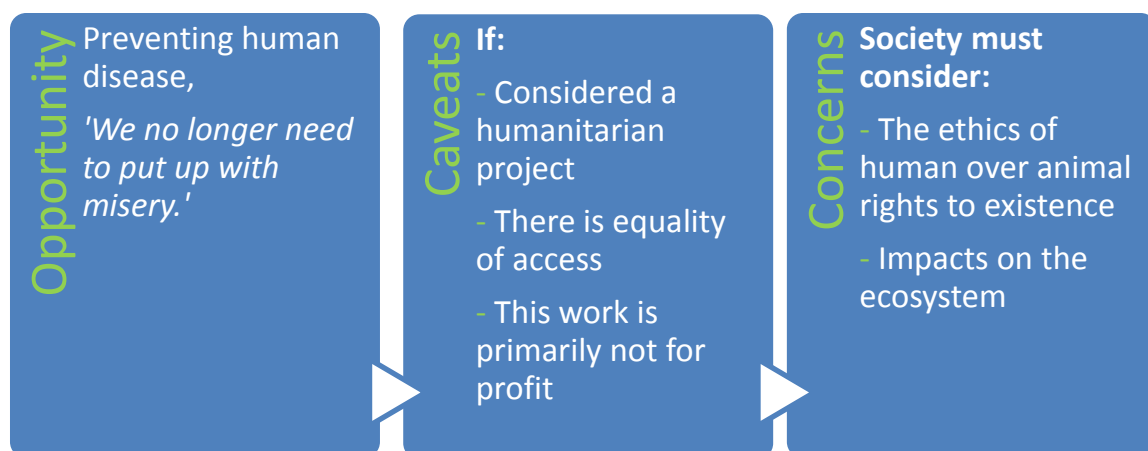 Opportunity
Preventing human
disease,
'We no longer need
to put up with
misery.'
Caveats
If:
- Considered a
humanitarian
project
- There is equality
of access
- This work is
primarily not for
profit
Concerns
Society must
consider:
- The ethics of
human over animal
rights to existence
- Impacts on the
ecosystem